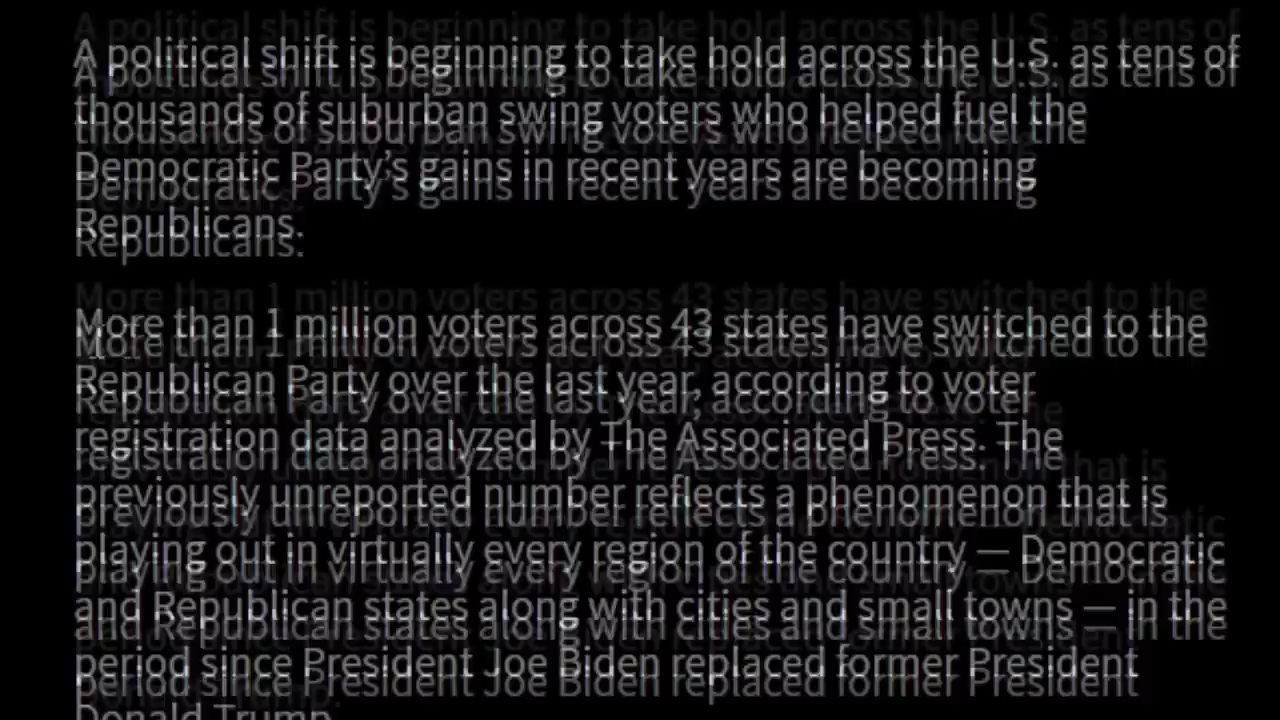 A political shift is beginning to take hold across the U.S. as tens of
thousands of suburban swing voters who helped fuel the
Democratic Party's gains in recent years are becoming
Republicans.
More than 1 million voters across 43 states have switched to the
Republican Party over the last year, according to voter
registration data analyzed by The Associated Press. The
previously unreported number reflects a phenomenon that is
playing out in virtually every region of the country — Democratic
and Republican states along with cities and small towns — in the
period since President Joe Biden replaced former President
Donald Trump.